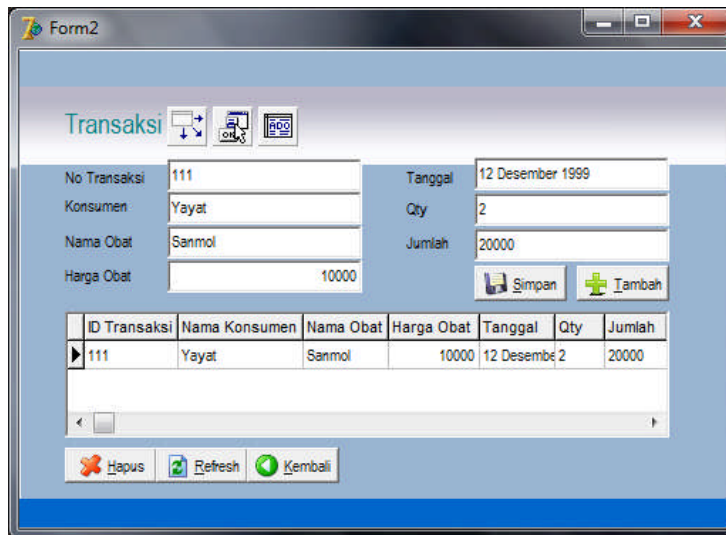 Form2
Transaksi
ADO
No Transaksi 111 Tanggal 12 Desember 1999
Konsumen Yayat Qty 2
Nama Obat Sanmol Jumlah 20000
Harga Obat 10000 Simpan Tambah
ID Transaksi Nama Konsumen Nama Obat Harga Obat Tanggal Qty Jumlah
111 Yayat Sanmol 10000 12 Desembe 2 20000
Hapus Refresh Kembali